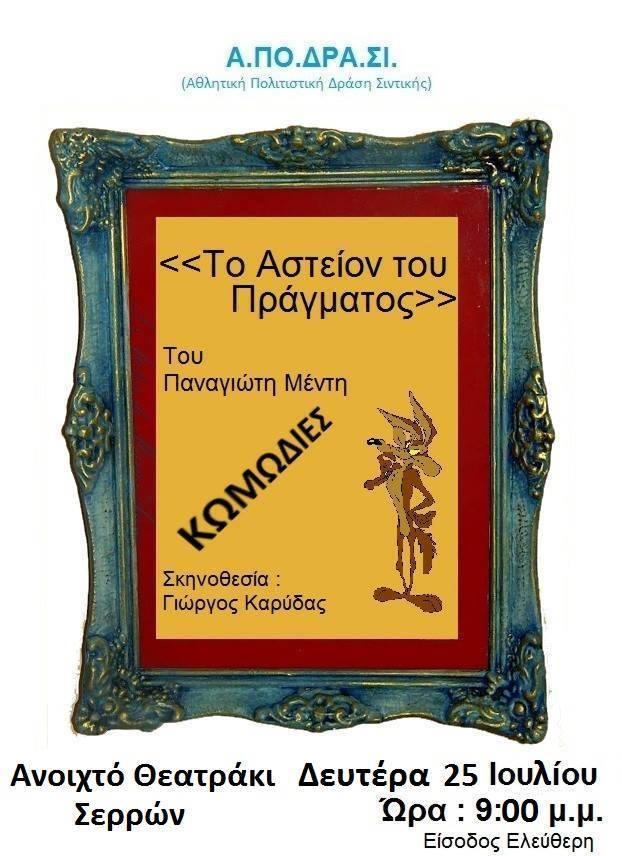 Α.ΠΟ.ΔΡΑ.ΣΙ.
(Αθλητική Πολιτιστική Δράση Σιντικής)
<<Το Αστείον του
Πράγματος>>
Του
Παναγιώτη Μέντη
ΚΩΜΩΔΙΕΣ
Σκηνοθεσία :
Γιώργος Καρύδας
Ανοιχτό Θεατράκι
Σερρών
Δευτέρα 25 Ιουλίου
Ώρα : 9:00 μ.μ.
Είσοδος Ελεύθερη